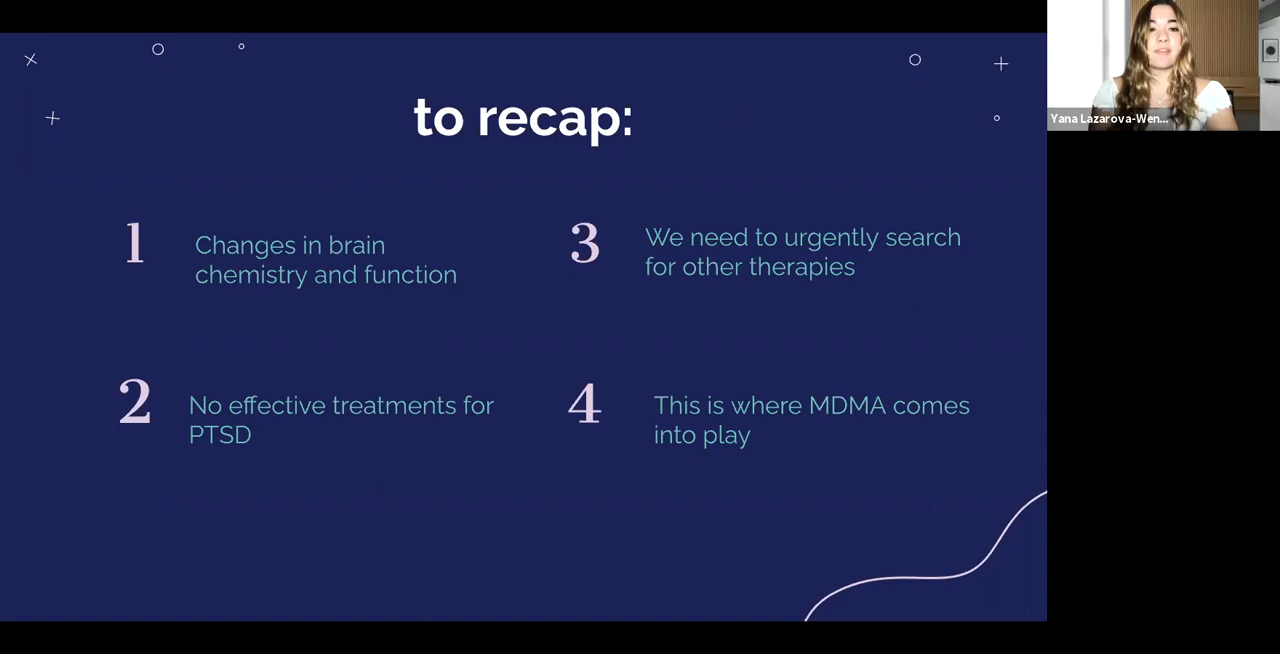 to recap:
1
Changes in brain
chemistry and function
2
No effective treatments for
PTSD
3
We need to urgently search
for other therapies
4
This is where MDMA comes
into play
Yana Lazarova-Wen...